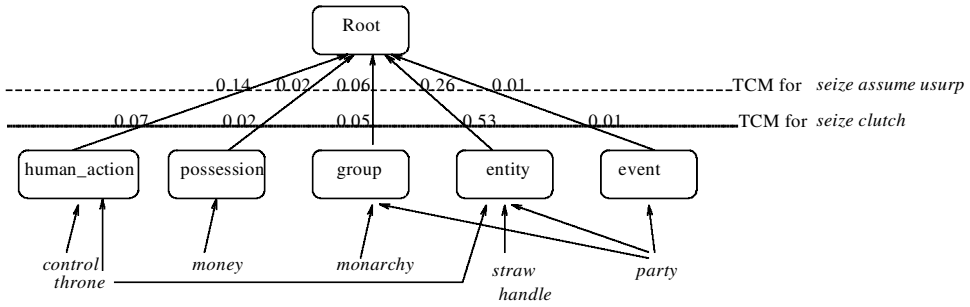 Root
0.14 0.02 0.06 0.26 0.01 TCM for seize assume usurp
0.07 0.02 0.05 0.53 0.01 TCM for seize clutch
human_action possession group entity event
control money monarchy straw party
throne handle